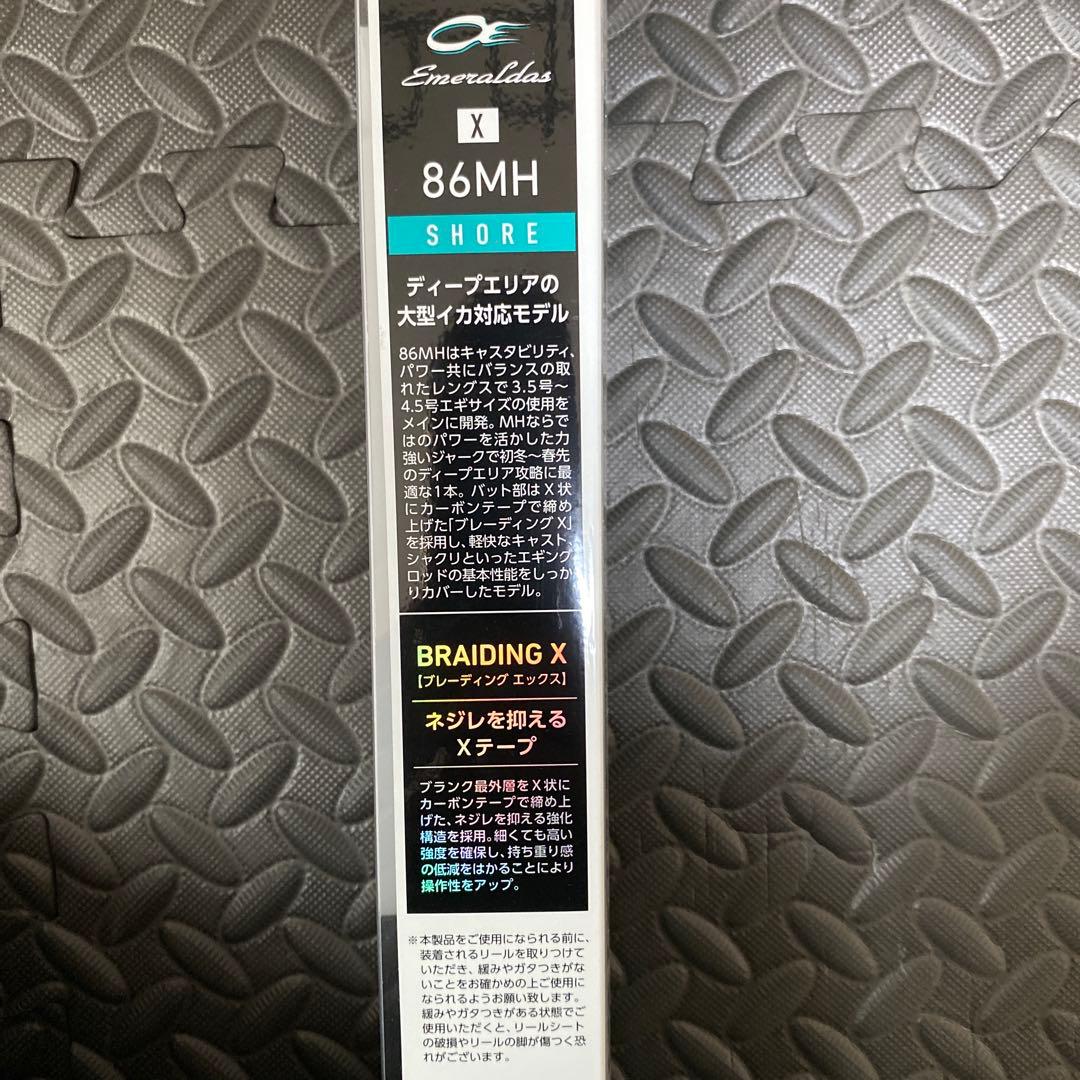 Emeraldas
X
86MH
SHORE
ディープエリアの
大型イカ対応モデル
86MHはキャスタビリティ、
パワー共にバランスの取
れたレングスで3.5号〜
4.5号エギサイズの使用を
メインに開発。MHならで
はのパワーを活かした力
強いジャークで初冬〜春先
のディープエリア攻略に最
適な1本。バット部はX状
にカーボンテープで締め
上げた「ブレーディングX」
を採用し、軽快なキャスト、
シャクリといったエギング
ロッドの基本性能をしっか
りカバーしたモデル。
BRAIDING X
【ブレーディング エックス】
ネジレを抑える
Xテープ
ブランク最外層をX状に
カーボンテープで締め上
げた、ネジレを抑える強化
構造を採用。細くても高い
強度を確保し、持ち重り感
の低減をはかることにより
操作性をアップ。
※本製品をご使用になられる前に、
装着されるリールを取りつけて
いただき、緩みやガタつきがな
いことをお確かめの上ご使用に
なられるようお願い致します。
緩みやガタつきがある状態でご
使用いただくと、リールシート
の破損やリールの脚が傷つく恐
れがございます。